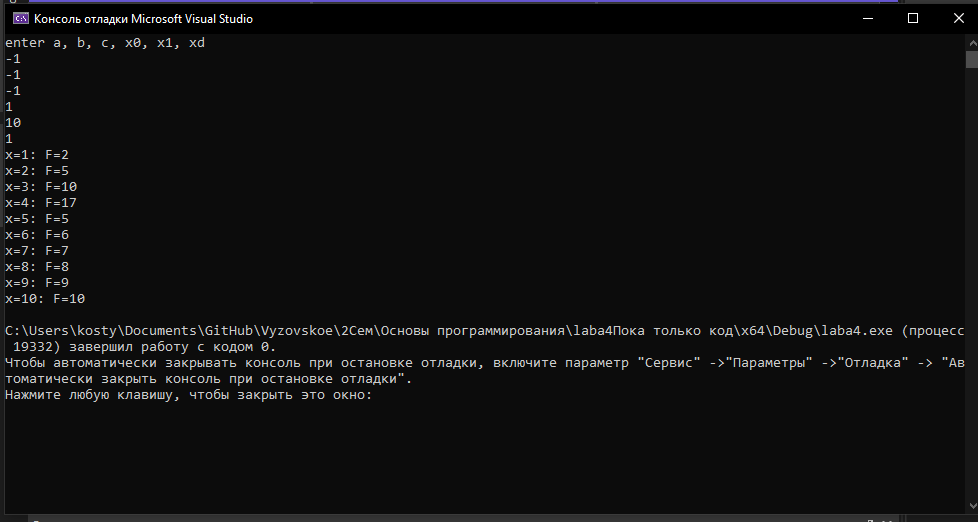 Консоль отладки Microsoft Visual Studio
enter a, b, c, x0, x1, xd
-1
-1
-1
1
10
1
x=1: F=2
x=2: F=5
x=3: F=10
x=4: F=17
x=5: F=5
x=6: F=6
x=7: F=7
x=8: F=8
x=9: F=9
x=10: F=10
C:\Users\kosty\Documents\GitHub\Vyzovskoe\2Сем\Основы программирования\laba4Пока только код\x64\Debug\laba4.exe (процесс
19332) завершил работу с кодом 0.
Чтобы автоматически закрывать консоль при остановке отладки, включите параметр "Сервис" ->"Параметры" ->"Отладка" -> "Ав
томатически закрыть консоль при остановке отладки".
Нажмите любую клавишу, чтобы закрыть это окно: